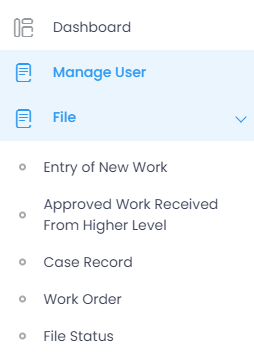 Dashboard
Manage User
File
Entry of New Work
Approved Work Received
From Higher Level
Case Record
Work Order
File Status